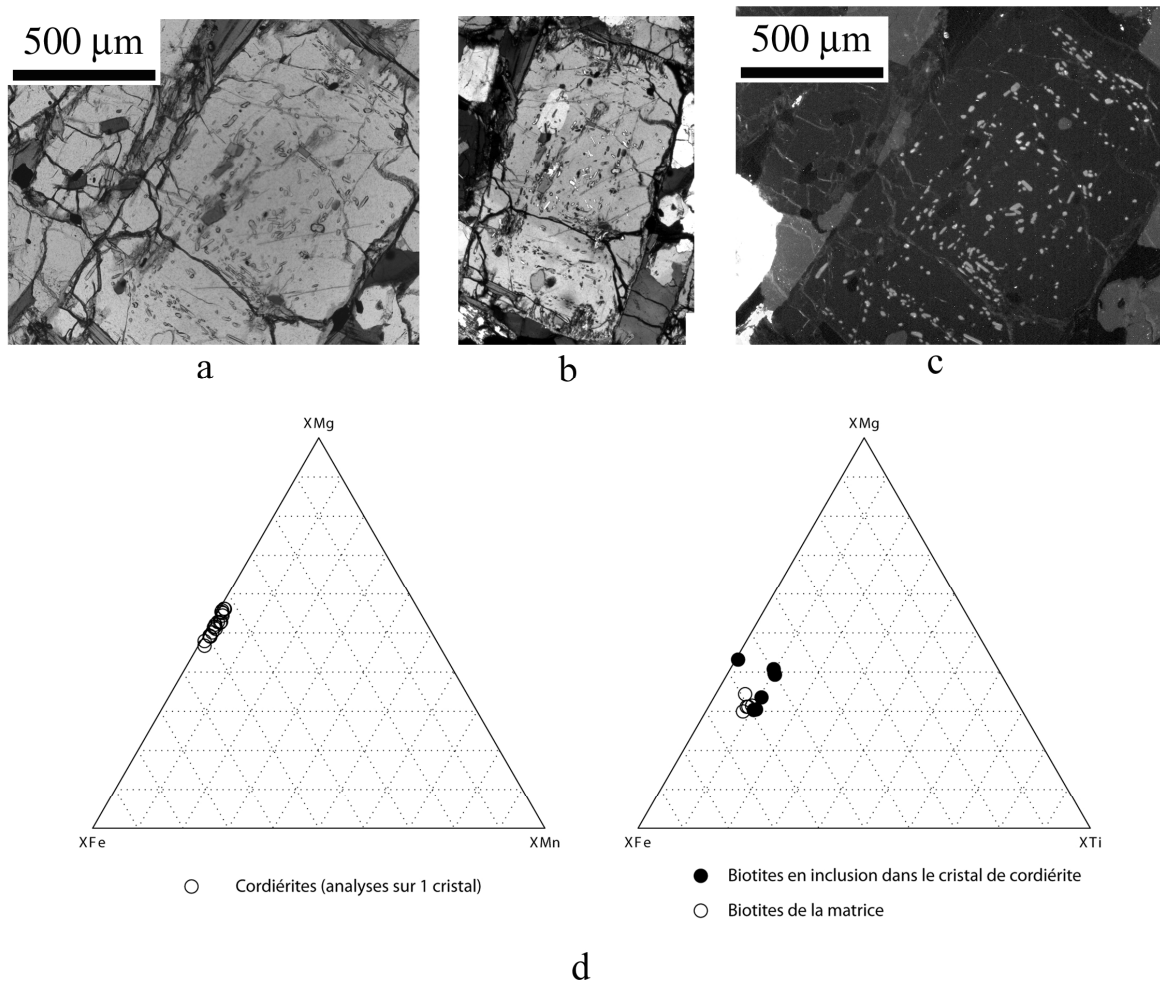 500 µm
500 µm
a
b
c
XMg
XMg
XFe
XMn
XFe
XTi
Cordiérites (analyses sur 1 cristal)
Biotites en inclusion dans le cristal de cordiérite
Biotites de la matrice
d